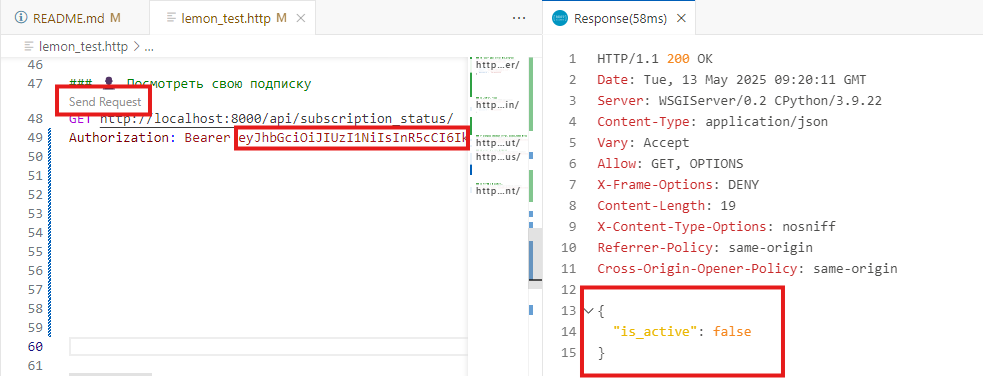 README.md M
lemon_test.http M
lemon_test.http > ...
46
47 ### 👤 Посмотреть свою подписку
Send Request
48 GET http://localhost:8000/api/subscription_status/
49 Authorization: Bearer eyJhbGciOiJIUzI1NiIsInR5cCI6Ik
50
51
52
53
54
55
56
57
58
59
60
61
http...er/
http...in/
http...ut/
http...us/
http...nt/
Response(58ms)
1 HTTP/1.1 200 OK
2 Date: Tue, 13 May 2025 09:20:11 GMT
3 Server: WSGIServer/0.2 CPython/3.9.22
4 Content-Type: application/json
5 Vary: Accept
6 Allow: GET, OPTIONS
7 X-Frame-Options: DENY
8 Content-Length: 19
9 X-Content-Type-Options: nosniff
10 Referrer-Policy: same-origin
11 Cross-Origin-Opener-Policy: same-origin
12
13 {
14 "is_active": false
15 }